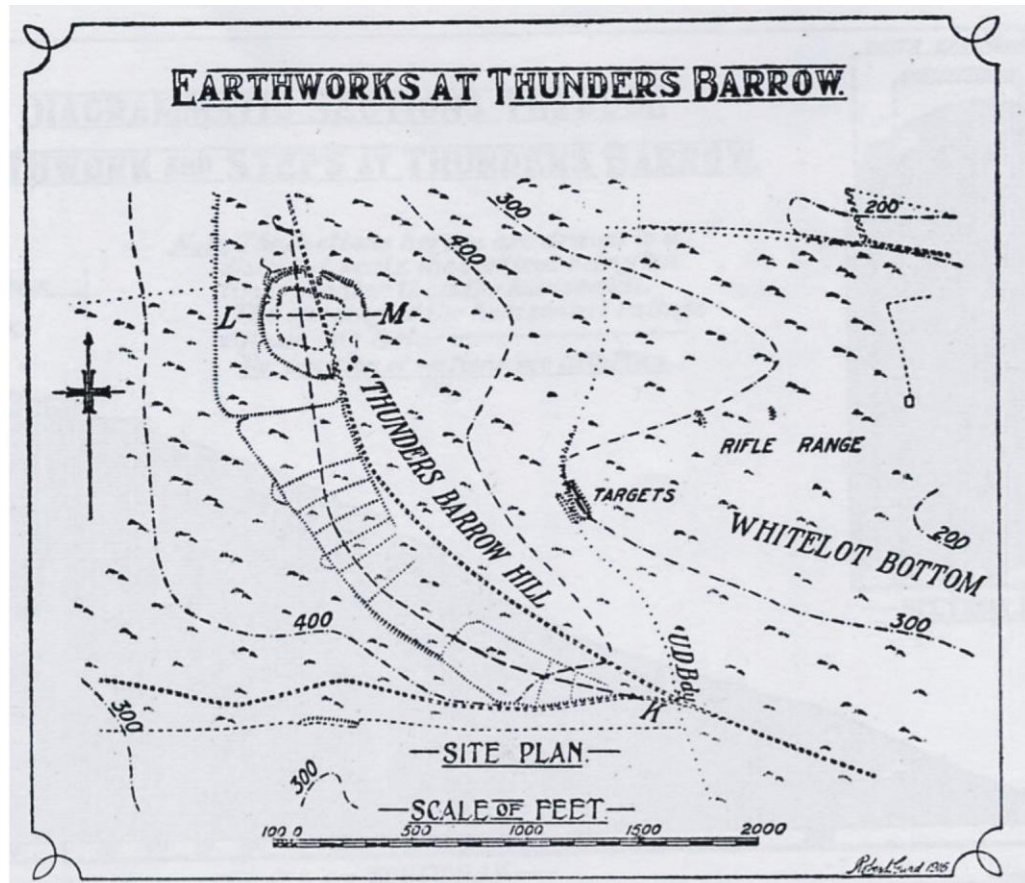 EARTHWORKS AT THUNDERS BARROW.
300
200
400
J
L
M
THUNDERS BARROW HILL
RIFLE RANGE
TARGETS
WHITELOT BOTTOM
200
300
400
U.D. Bdy
K
300
300
SITE PLAN
SCALE OF FEET.
100 0 500 1000 1500 2000
Robert Gurd 1915